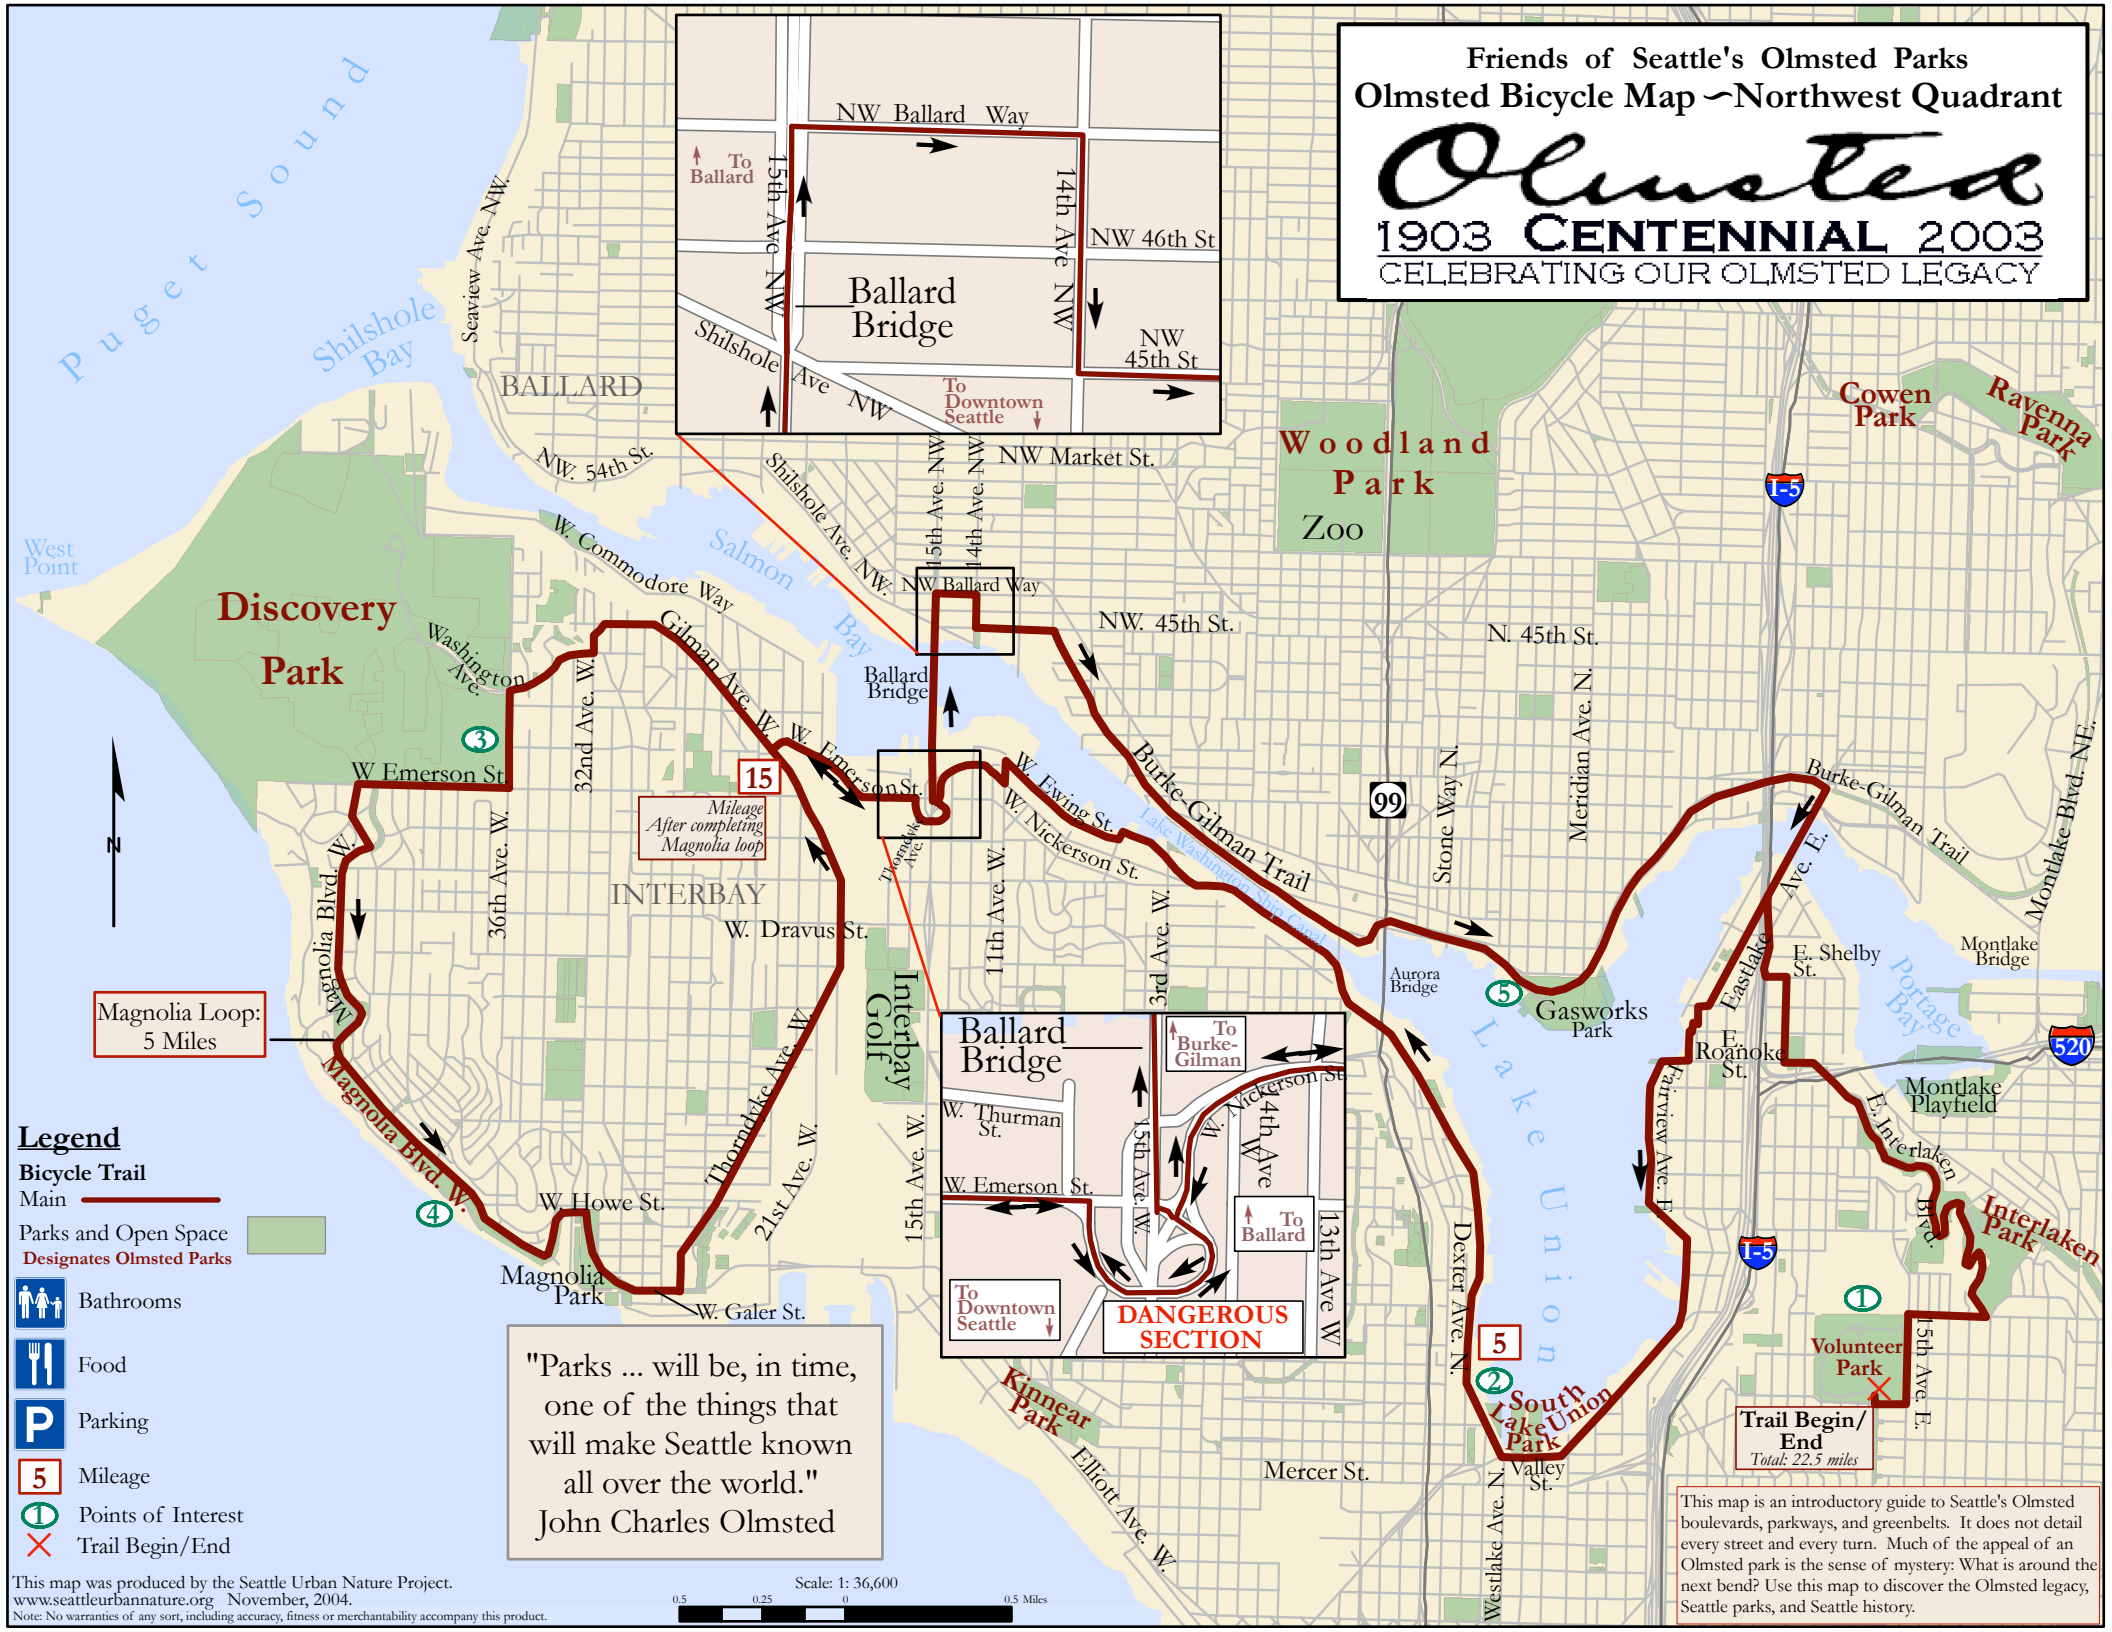 Friends of Seattle's Olmsted Parks
Olmsted Bicycle Map ~Northwest Quadrant
Olmsted
1903 CENTENNIAL 2003
CELEBRATING OUR OLMSTED LEGACY
Puget Sound
Shilshole
Bay
Seaview Ave. NW.
BALLARD
NW. 54th St.
West
Point
NW Ballard Way
To
Ballard
15th Ave NW
14th Ave NW
NW 46th St
Ballard
Bridge
NW
45th St
Shilshole Ave NW
To
Downtown
Seattle
Shilshole Ave. NW.
15th Ave. NW
14th Ave. NW
NW Market St.
Woodland
Park
Zoo
Cowen
Park
Ravenna
Park
I-5
W. Commodore Way
Salmon
Bay
NW Ballard Way
NW. 45th St.
N. 45th St.
Discovery
Park
Washington
Ave.
Gilman Ave. W.
32nd Ave. W.
Ballard
Bridge
3
W Emerson St.
W. Emerson St.
15
Mileage
After completing
Magnolia loop
Thorndyke
Ave.
W. Ewing St.
W. Nickerson St.
Burke-Gilman Trail
Lake Washington Ship Canal
99
Stone Way N.
Meridian Ave. N.
Burke-Gilman Trail
Montlake Blvd. NE.
N
Magnolia Blvd. W.
36th Ave. W.
INTERBAY
W. Dravus St.
11th Ave. W.
3rd Ave. W.
Interbay
Golf
Aurora
Bridge
5
Gasworks
Park
Eastlake Ave. E.
E. Shelby
St.
Portage
Bay
Montlake
Bridge
520
Montlake
Playfield
E.
Roanoke
St.
Magnolia Loop:
5 Miles
Magnolia
Magnolia Blvd. W.
4
W. Howe St.
Thorndyke Ave. W.
21st Ave. W.
15th Ave. W.
Magnolia
Park
W. Galer St.
Ballard
Bridge
To
Burke-
Gilman
W. Nickerson St.
W. Thurman
St.
15th Ave. W.
14th Ave
W
W. Emerson St.
To
Ballard
13th Ave W
To
Downtown
Seattle
DANGEROUS
SECTION
Lake Union
Dexter Ave. N.
Fairview Ave. E.
E. Interlaken
Blvd.
Interlaken
Park
I-5
1
Volunteer
Park
15th Ave. E.
5
2
South
Lake Union
Park
Valley
St.
Trail Begin/
End
Total: 22.5 miles
Kinnear
Park
Elliott Ave. W.
Mercer St.
Westlake Ave. N.
Legend
Bicycle Trail
Main
Parks and Open Space
Designates Olmsted Parks
Bathrooms
Food
P Parking
5 Mileage
1 Points of Interest
Trail Begin/End
"Parks ... will be, in time,
one of the things that
will make Seattle known
all over the world."
John Charles Olmsted
This map was produced by the Seattle Urban Nature Project.
www.seattleurbannature.org November, 2004.
Note: No warranties of any sort, including accuracy, fitness or merchantability accompany this product.
Scale: 1: 36,600
0.5 0.25 0 0.5 Miles
This map is an introductory guide to Seattle's Olmsted
boulevards, parkways, and greenbelts. It does not detail
every street and every turn. Much of the appeal of an
Olmsted park is the sense of mystery: What is around the
next bend? Use this map to discover the Olmsted legacy,
Seattle parks, and Seattle history.